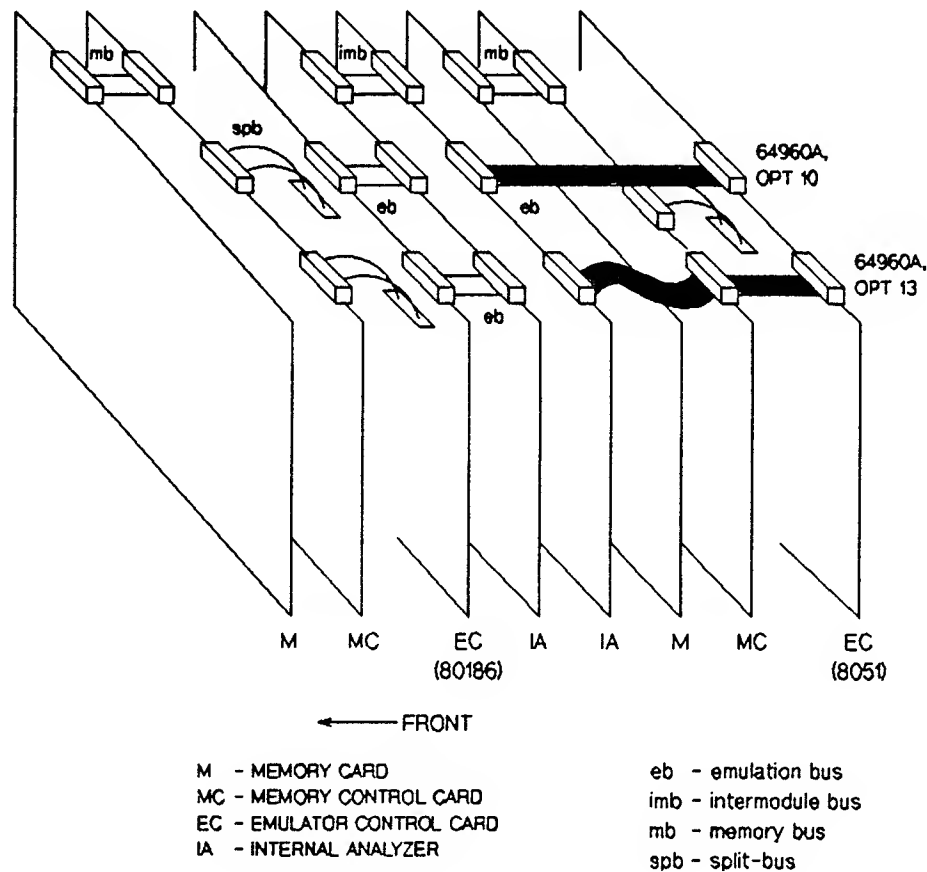 mb
imb
mb
spb
64960A,
OPT 10
eb
eb
64960A,
OPT 13
eb
M MC EC IA IA M MC EC
(80186) (8051)
FRONT
M - MEMORY CARD
MC - MEMORY CONTROL CARD
EC - EMULATOR CONTROL CARD
IA - INTERNAL ANALYZER
eb - emulation bus
imb - intermodule bus
mb - memory bus
spb - split-bus